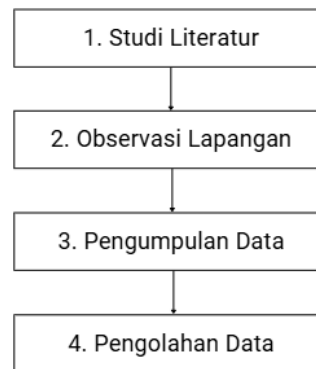 1. Studi Literatur
2. Observasi Lapangan
3. Pengumpulan Data
4. Pengolahan Data